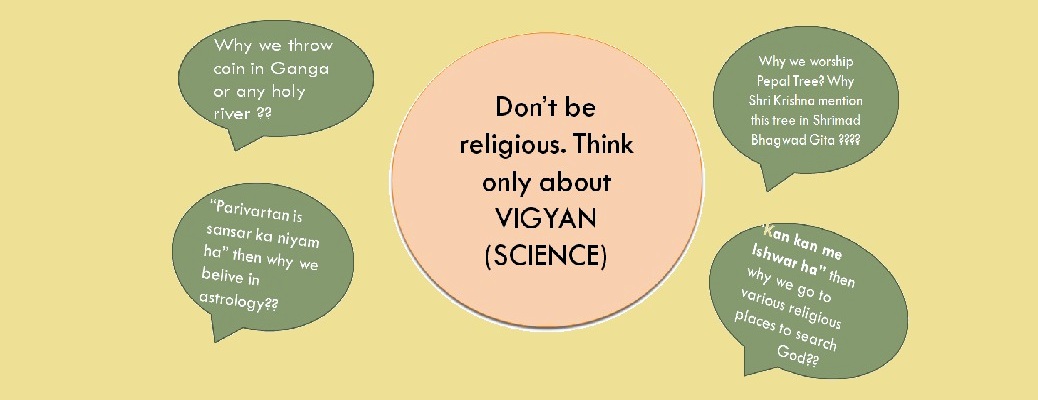 Why we throw
coin in Ganga
or any holy
river ??
"Parivartan is
sansar ka niyam
ha" then why we
belive in
astrology??
Don't be
religious. Think
only about
VIGYAN
(SCIENCE)
Why we worship
Pepal Tree? Why
Shri Krishna mention
this tree in Shrimad
Bhagwad Gita ????
"Kan kan me
Ishwar ha" then
why we go to
various religious
places to search
God??